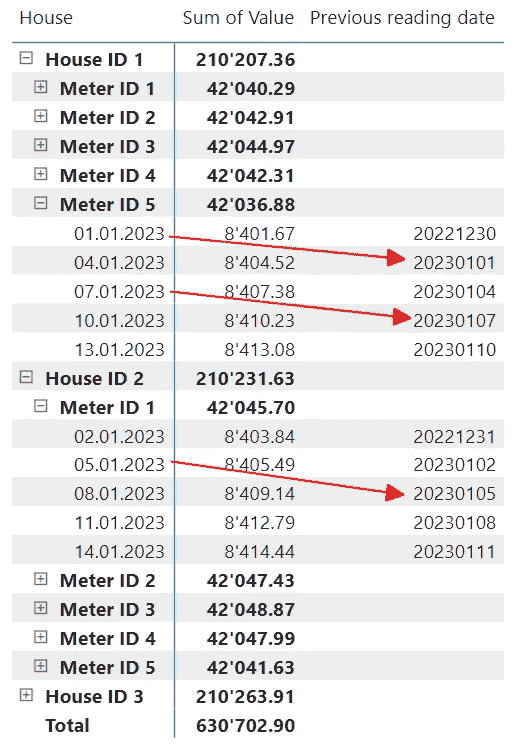 House Sum of Value Previous reading date
House ID 1 210'207.36
Meter ID 1 42'040.29
Meter ID 2 42'042.91
Meter ID 3 42'044.97
Meter ID 4 42'042.31
Meter ID 5 42'036.88
01.01.2023 8'401.67 20221230
04.01.2023 8'404.52 20230101
07.01.2023 8'407.38 20230104
10.01.2023 8'410.23 20230107
13.01.2023 8'413.08 20230110
House ID 2 210'231.63
Meter ID 1 42'045.70
02.01.2023 8'403.84 20221231
05.01.2023 8'405.49 20230102
08.01.2023 8'409.14 20230105
11.01.2023 8'412.79 20230108
14.01.2023 8'414.44 20230111
Meter ID 2 42'047.43
Meter ID 3 42'048.87
Meter ID 4 42'047.99
Meter ID 5 42'041.63
House ID 3 210'263.91
Total 630'702.90